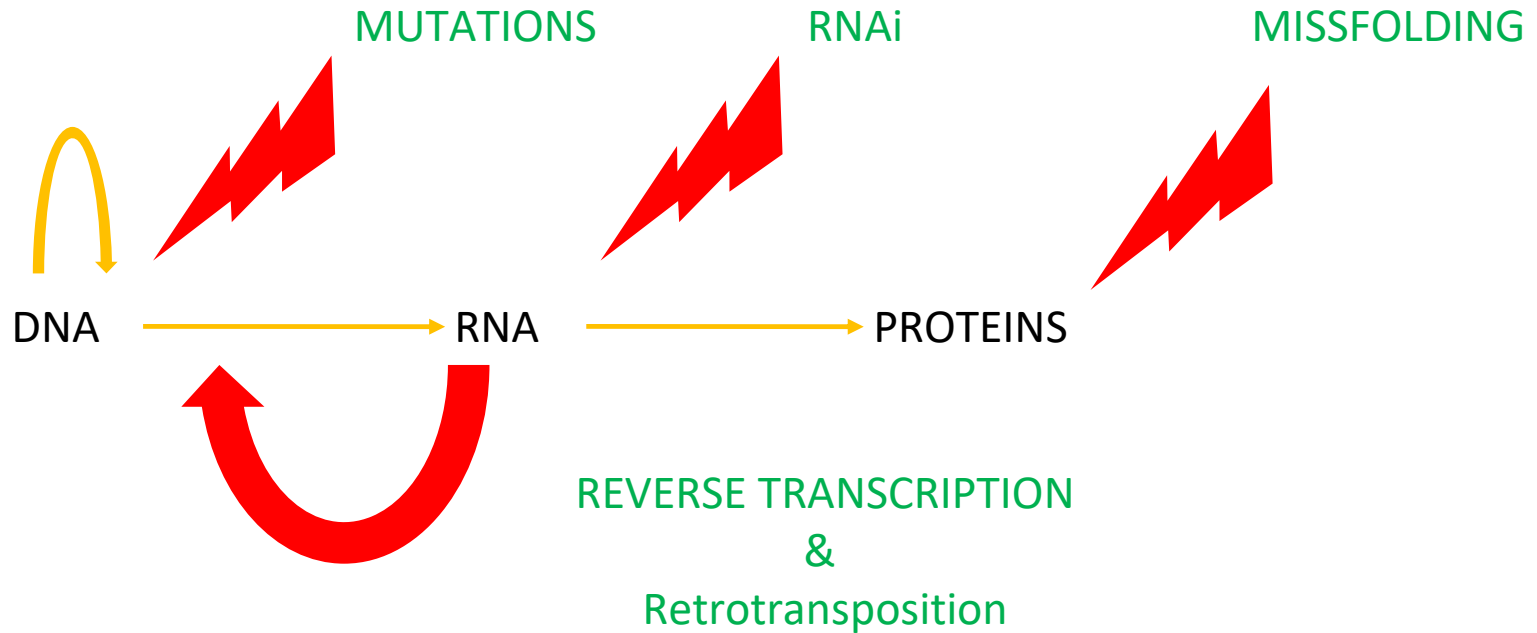 MUTATIONS
RNAi
MISSFOLDING
DNA
RNA
PROTEINS
REVERSE TRANSCRIPTION
&
Retrotransposition